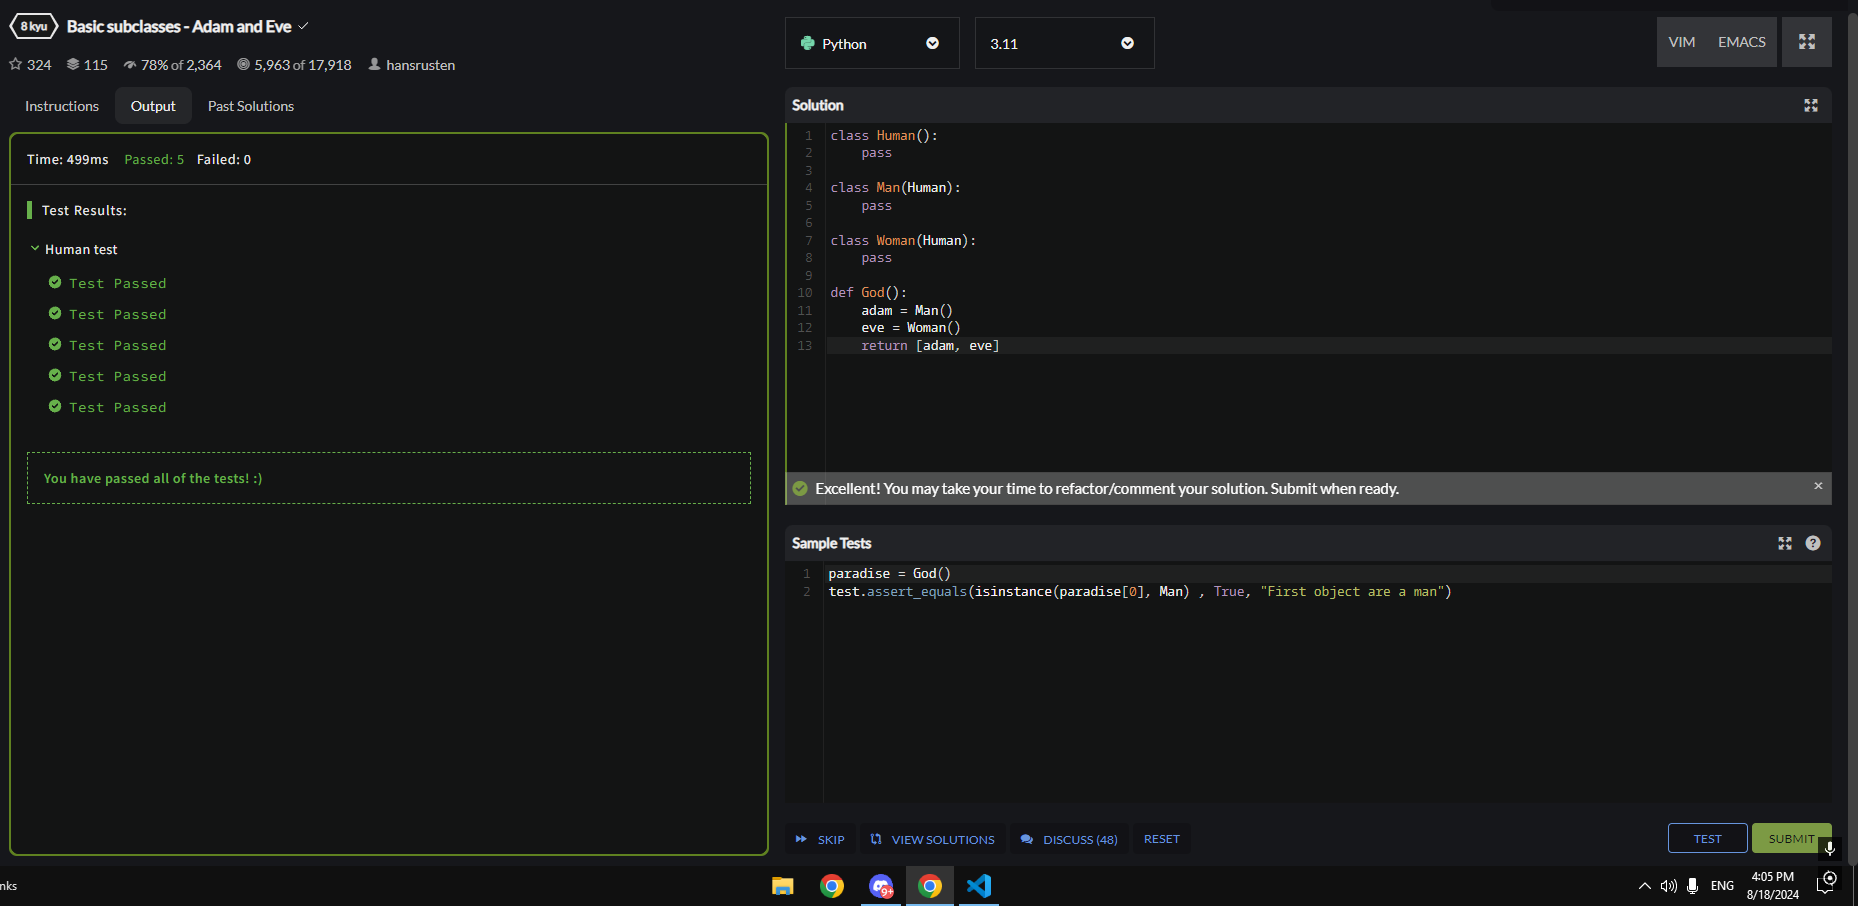 8 kyu Basic subclasses - Adam and Eve
324 115 78% of 2,364 5,963 of 17,918 hansrusten
Instructions Output Past Solutions
Time: 499ms Passed: 5 Failed: 0
Test Results:
Human test
Test Passed
Test Passed
Test Passed
Test Passed
Test Passed
You have passed all of the tests! :)
Python 3.11 VIM EMACS
Solution
1 class Human():
2     pass
3
4 class Man(Human):
5     pass
6
7 class Woman(Human):
8     pass
9
10 def God():
11     adam = Man()
12     eve = Woman()
13     return [adam, eve]
Excellent! You may take your time to refactor/comment your solution. Submit when ready. ×
Sample Tests ?
1 paradise = God()
2 test.assert_equals(isinstance(paradise[0], Man) , True, "First object are a man")
SKIP VIEW SOLUTIONS DISCUSS (48) RESET TEST SUBMIT
nks 9+ ENG 4:05 PM
8/18/2024